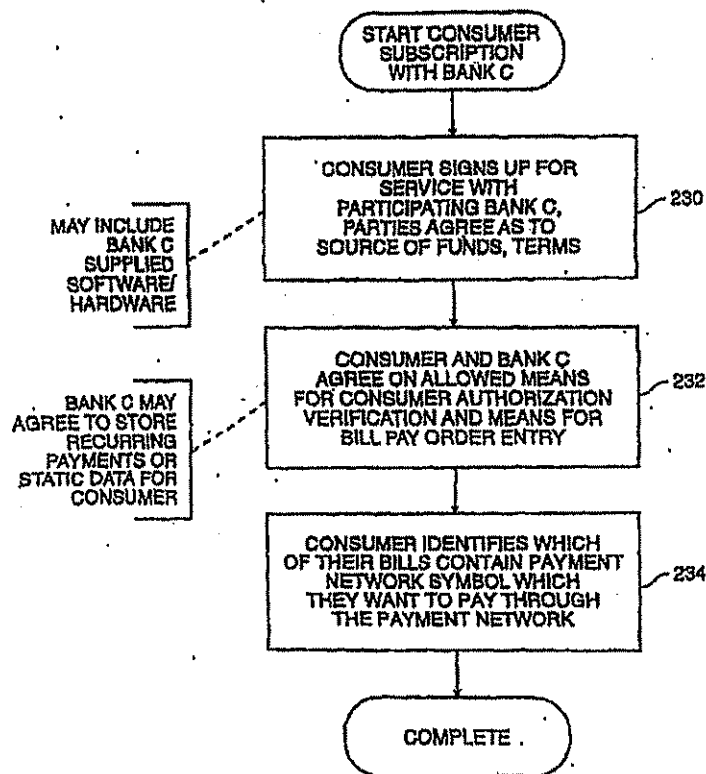 START CONSUMER
SUBSCRIPTION
WITH BANK C
CONSUMER SIGNS UP FOR
SERVICE WITH
PARTICIPATING BANK C,
PARTIES AGREE AS TO
SOURCE OF FUNDS, TERMS
230
MAY INCLUDE
BANK C
SUPPLIED
SOFTWARE/
HARDWARE
CONSUMER AND BANK C
AGREE ON ALLOWED MEANS
FOR CONSUMER AUTHORIZATION
VERIFICATION AND MEANS FOR
BILL PAY ORDER ENTRY
232
BANK C MAY
AGREE TO STORE
RECURRING
PAYMENTS OR
STATIC DATA FOR
CONSUMER
CONSUMER IDENTIFIES WHICH
OF THEIR BILLS CONTAIN PAYMENT
NETWORK SYMBOL WHICH
THEY WANT TO PAY THROUGH
THE PAYMENT NETWORK
234
COMPLETE